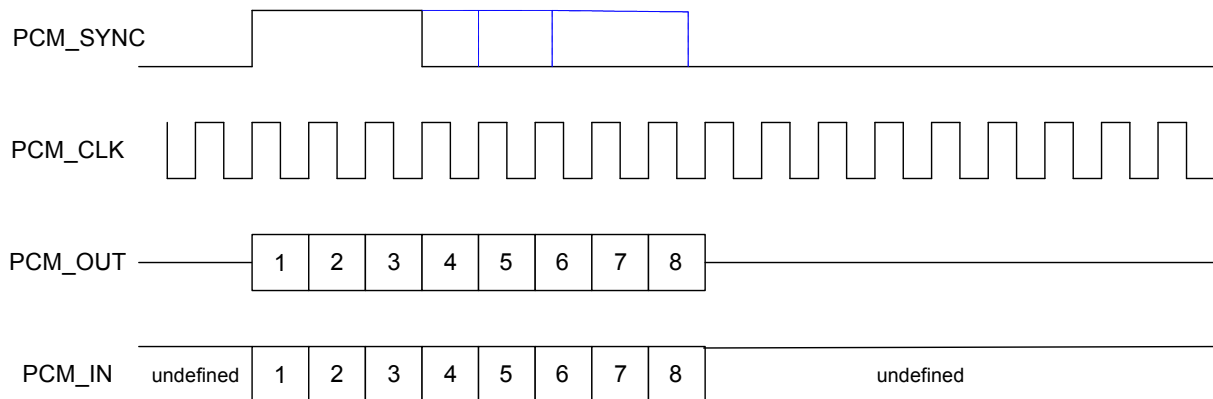 PCM_SYNC
PCM_CLK
PCM_OUT 1 2 3 4 5 6 7 8
PCM_IN undefined 1 2 3 4 5 6 7 8 undefined